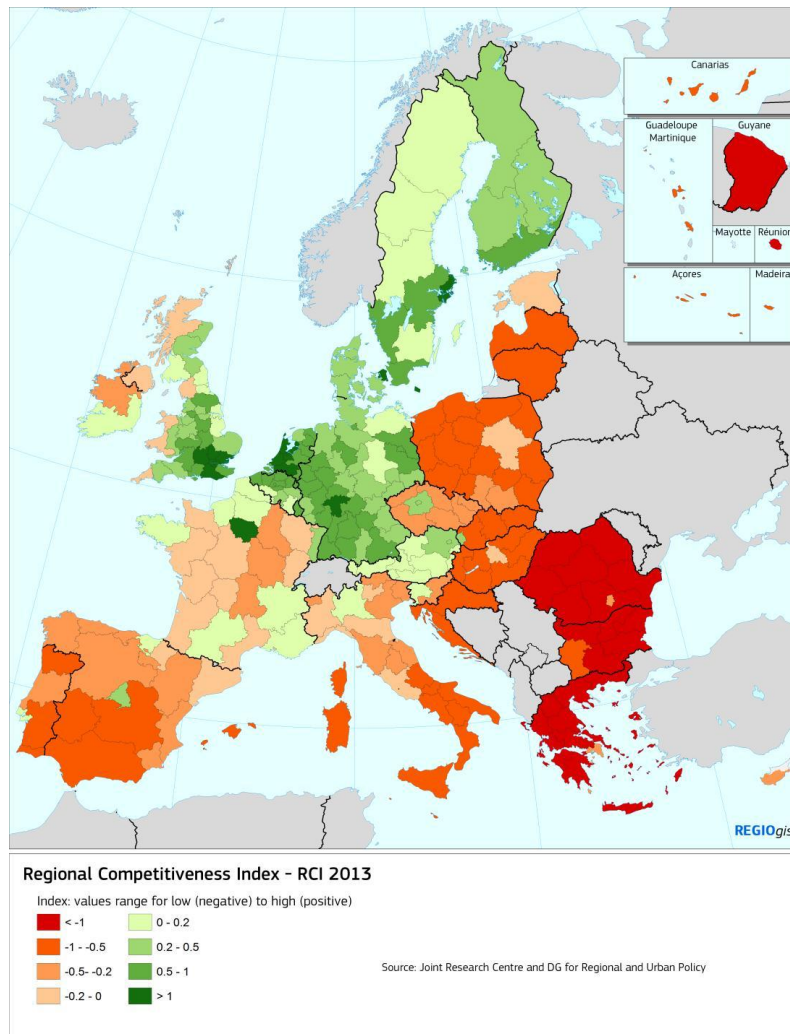 Canarias
Guadeloupe
Martinique
Guyane
Mayotte
Réunion
Açores
Madeira
REGIOgis
Regional Competitiveness Index - RCI 2013
Index: values range for low (negative) to high (positive)
< -1
-1 - -0.5
-0.5- -0.2
-0.2 - 0
0 - 0.2
0.2 - 0.5
0.5 - 1
> 1
Source: Joint Research Centre and DG for Regional and Urban Policy